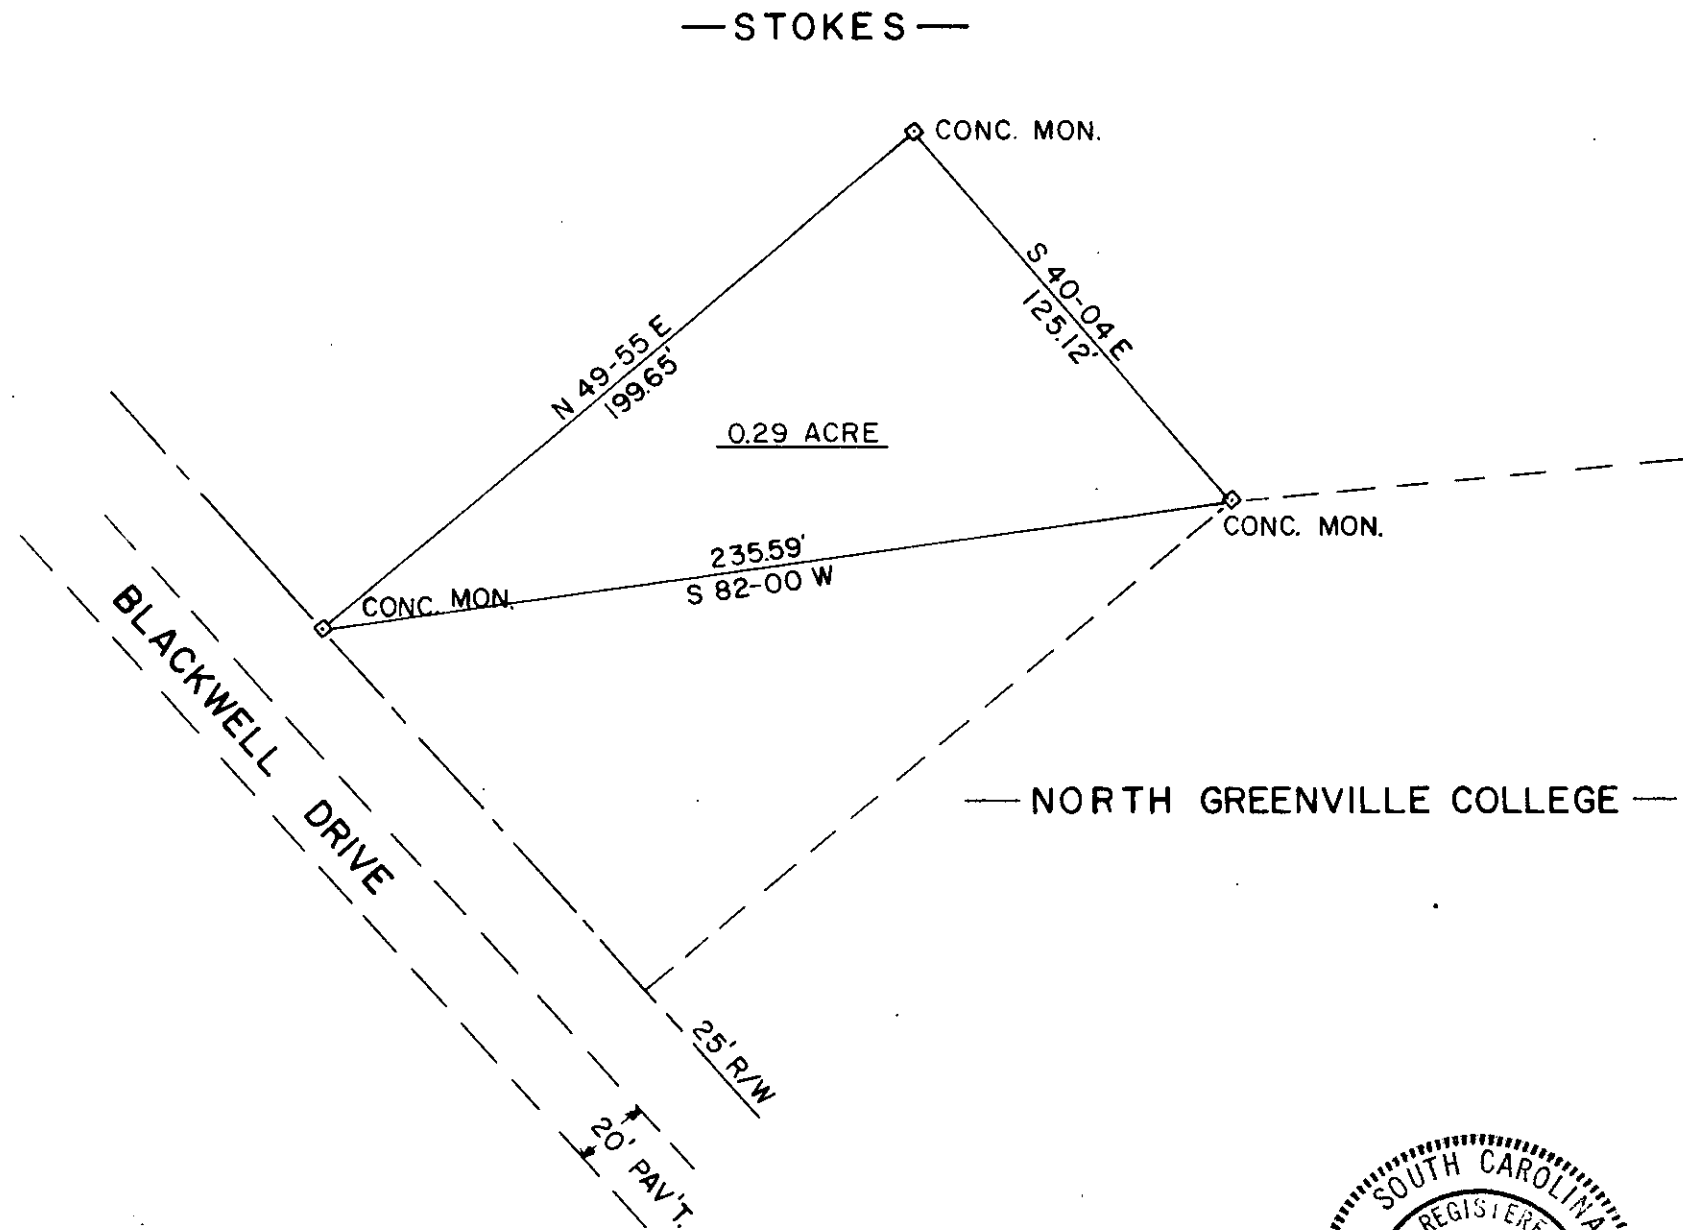 — STOKES —
CONC. MON.
S 40-04 E
125.12'
N 49-55 E
199.65'
0.29 ACRE
CONC. MON.
235.59'
S 82-00 W
CONC. MON.
BLACKWELL DRIVE
— NORTH GREENVILLE COLLEGE —
25' R/W
20' PAV'T.
SOUTH CAROLINA